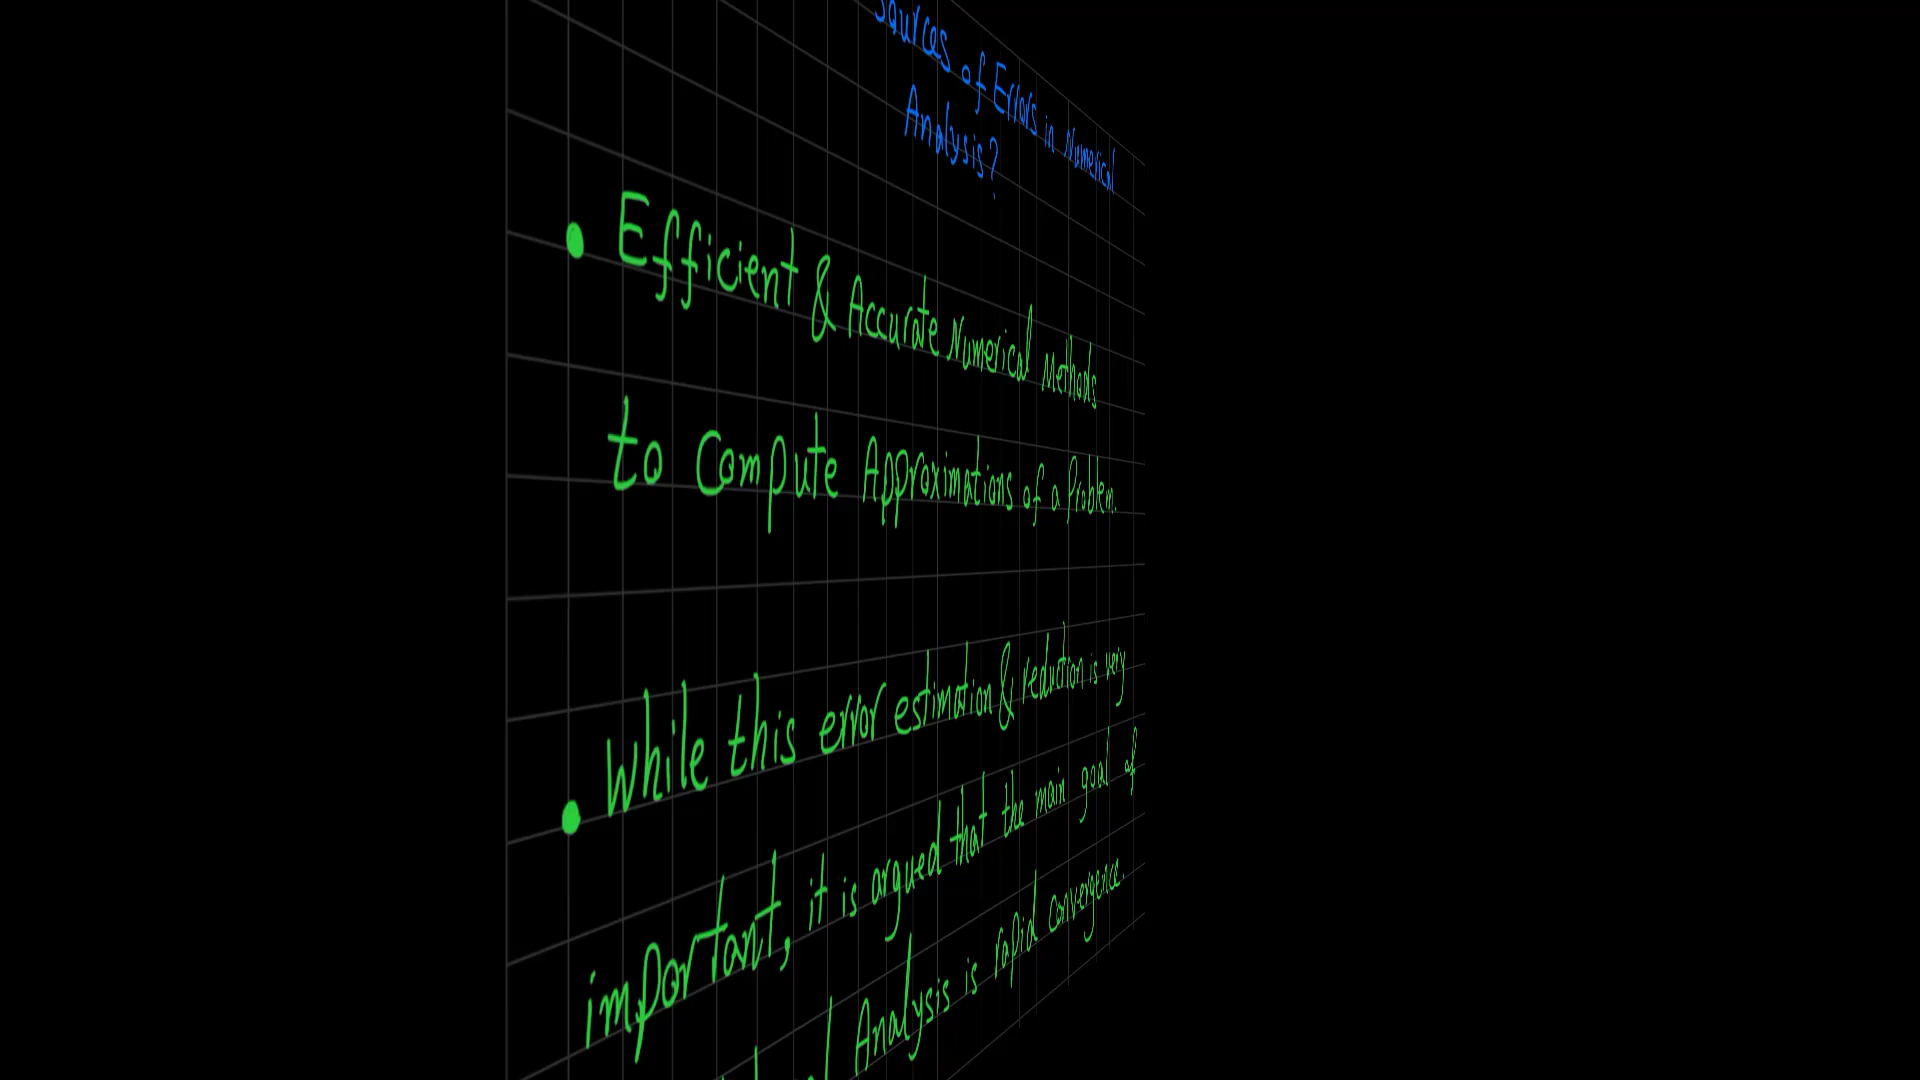 Sources of Errors in Numerical
Analysis?
• Efficient & Accurate Numerical Methods
to Compute Approximations of a Problem.
• While this error estimation & reduction is very
important, it is argued that the main goal of
Analysis is rapid convergence.